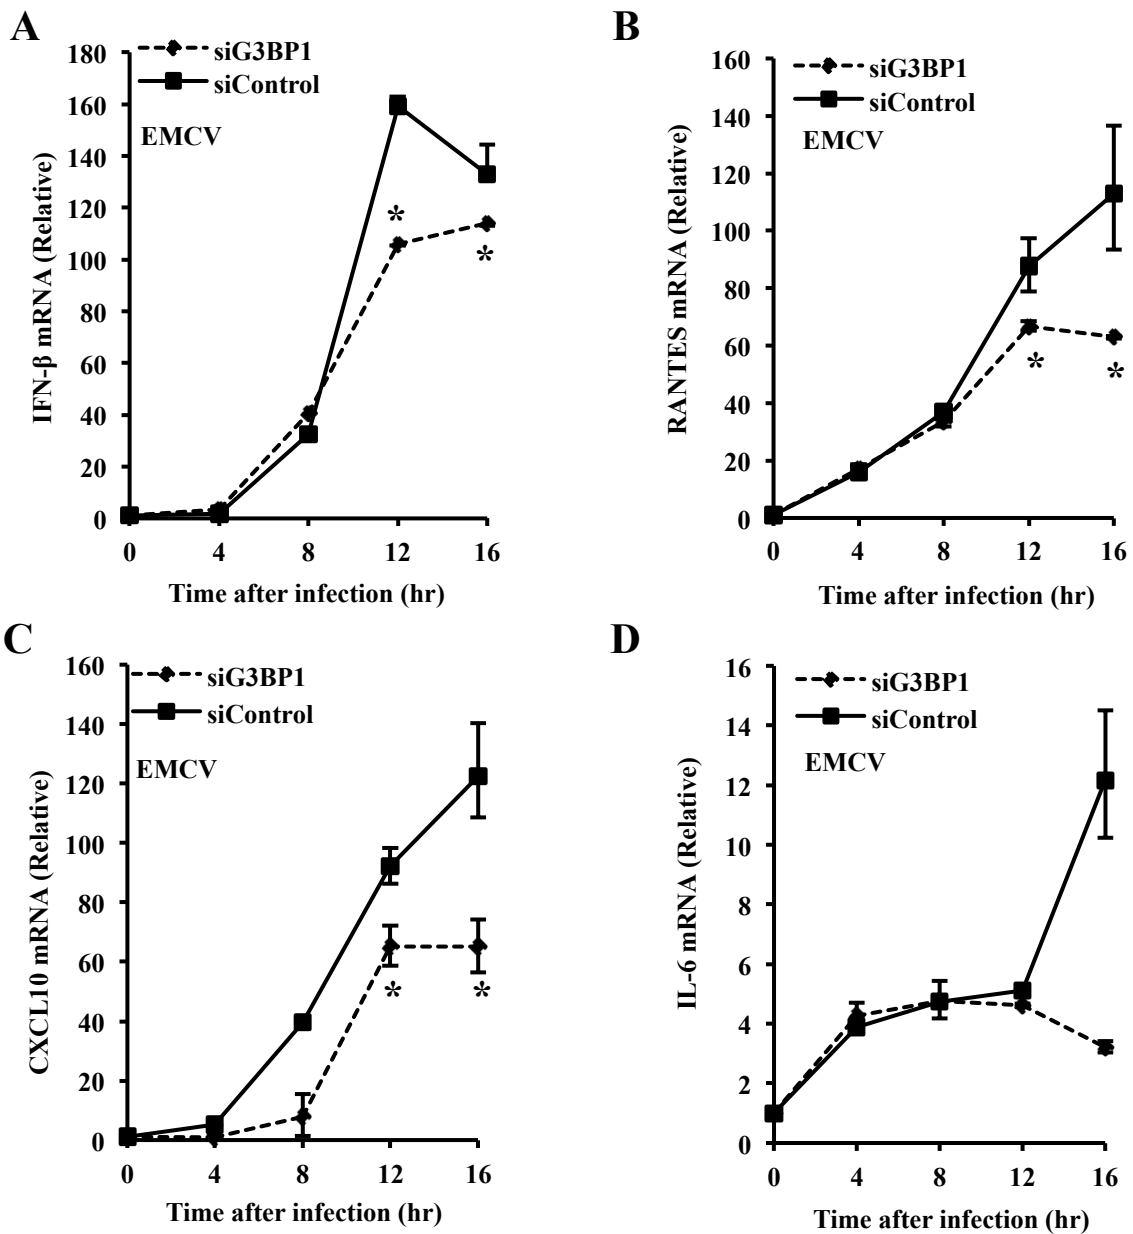 A
siG3BP1
siControl
EMCV
IFN-β mRNA (Relative)
180
160
140
120
100
80
60
40
20
0
*
*
0 4 8 12 16
Time after infection (hr)
B
siG3BP1
siControl
EMCV
RANTES mRNA (Relative)
160
140
120
100
80
60
40
20
0
*
*
0 4 8 12 16
Time after infection (hr)
C
siG3BP1
siControl
EMCV
CXCL10 mRNA (Relative)
160
140
120
100
80
60
40
20
0
* *
0 4 8 12 16
Time after infection (hr)
D
siG3BP1
siControl
EMCV
IL-6 mRNA (Relative)
16
14
12
10
8
6
4
2
0
0 4 8 12 16
Time after infection (hr)